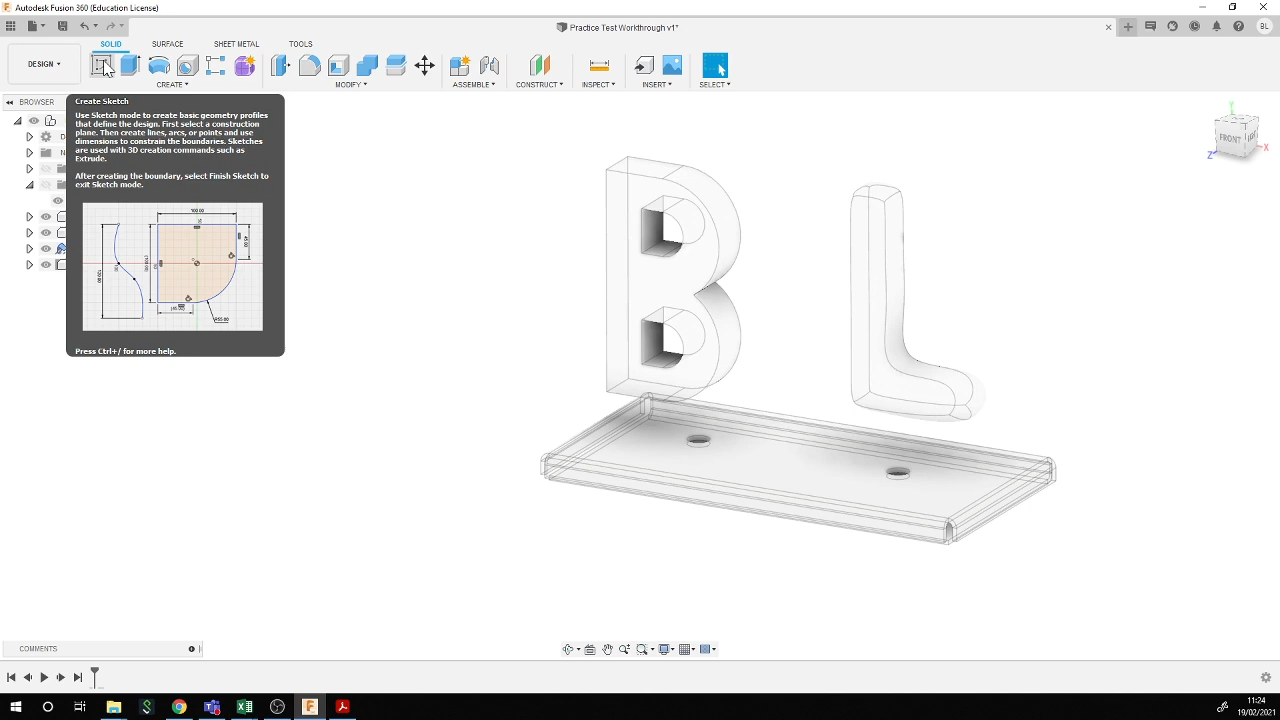 Autodesk Fusion 360 (Education License)
Practice Test Workthrough v1*
BL
SOLID
SURFACE
SHEET METAL
TOOLS
DESIGN
CREATE
MODIFY
ASSEMBLE
CONSTRUCT
INSPECT
INSERT
SELECT
BROWSER
Create Sketch
Use Sketch mode to create basic geometry profiles
that define the design. First select a construction
plane. Then create lines, arcs, or points and use
dimensions to constrain the boundaries. Sketches
are used with 3D creation commands such as
Extrude.
After creating the boundary, select Finish Sketch to
exit Sketch mode.
100.00
Press Ctrl+/ for more help.
Y
FRONT
X
Z
COMMENTS
11:24
19/02/2021